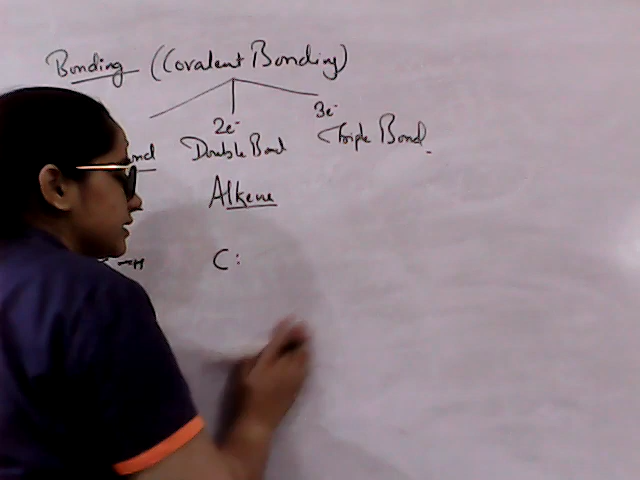 Bonding (Covalent Bonding)
2e⁻ 3e⁻
Double Bond Triple Bond
Alkene
C: